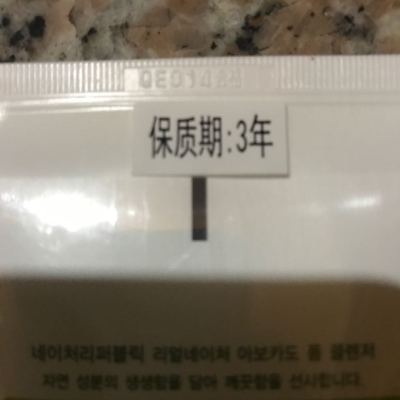 保质期:3年
네이처리퍼블릭 리얼네이처 아보카도 폼 클렌저
자연 성분의 생생함을 담아 깨끗함을 선사합니다.